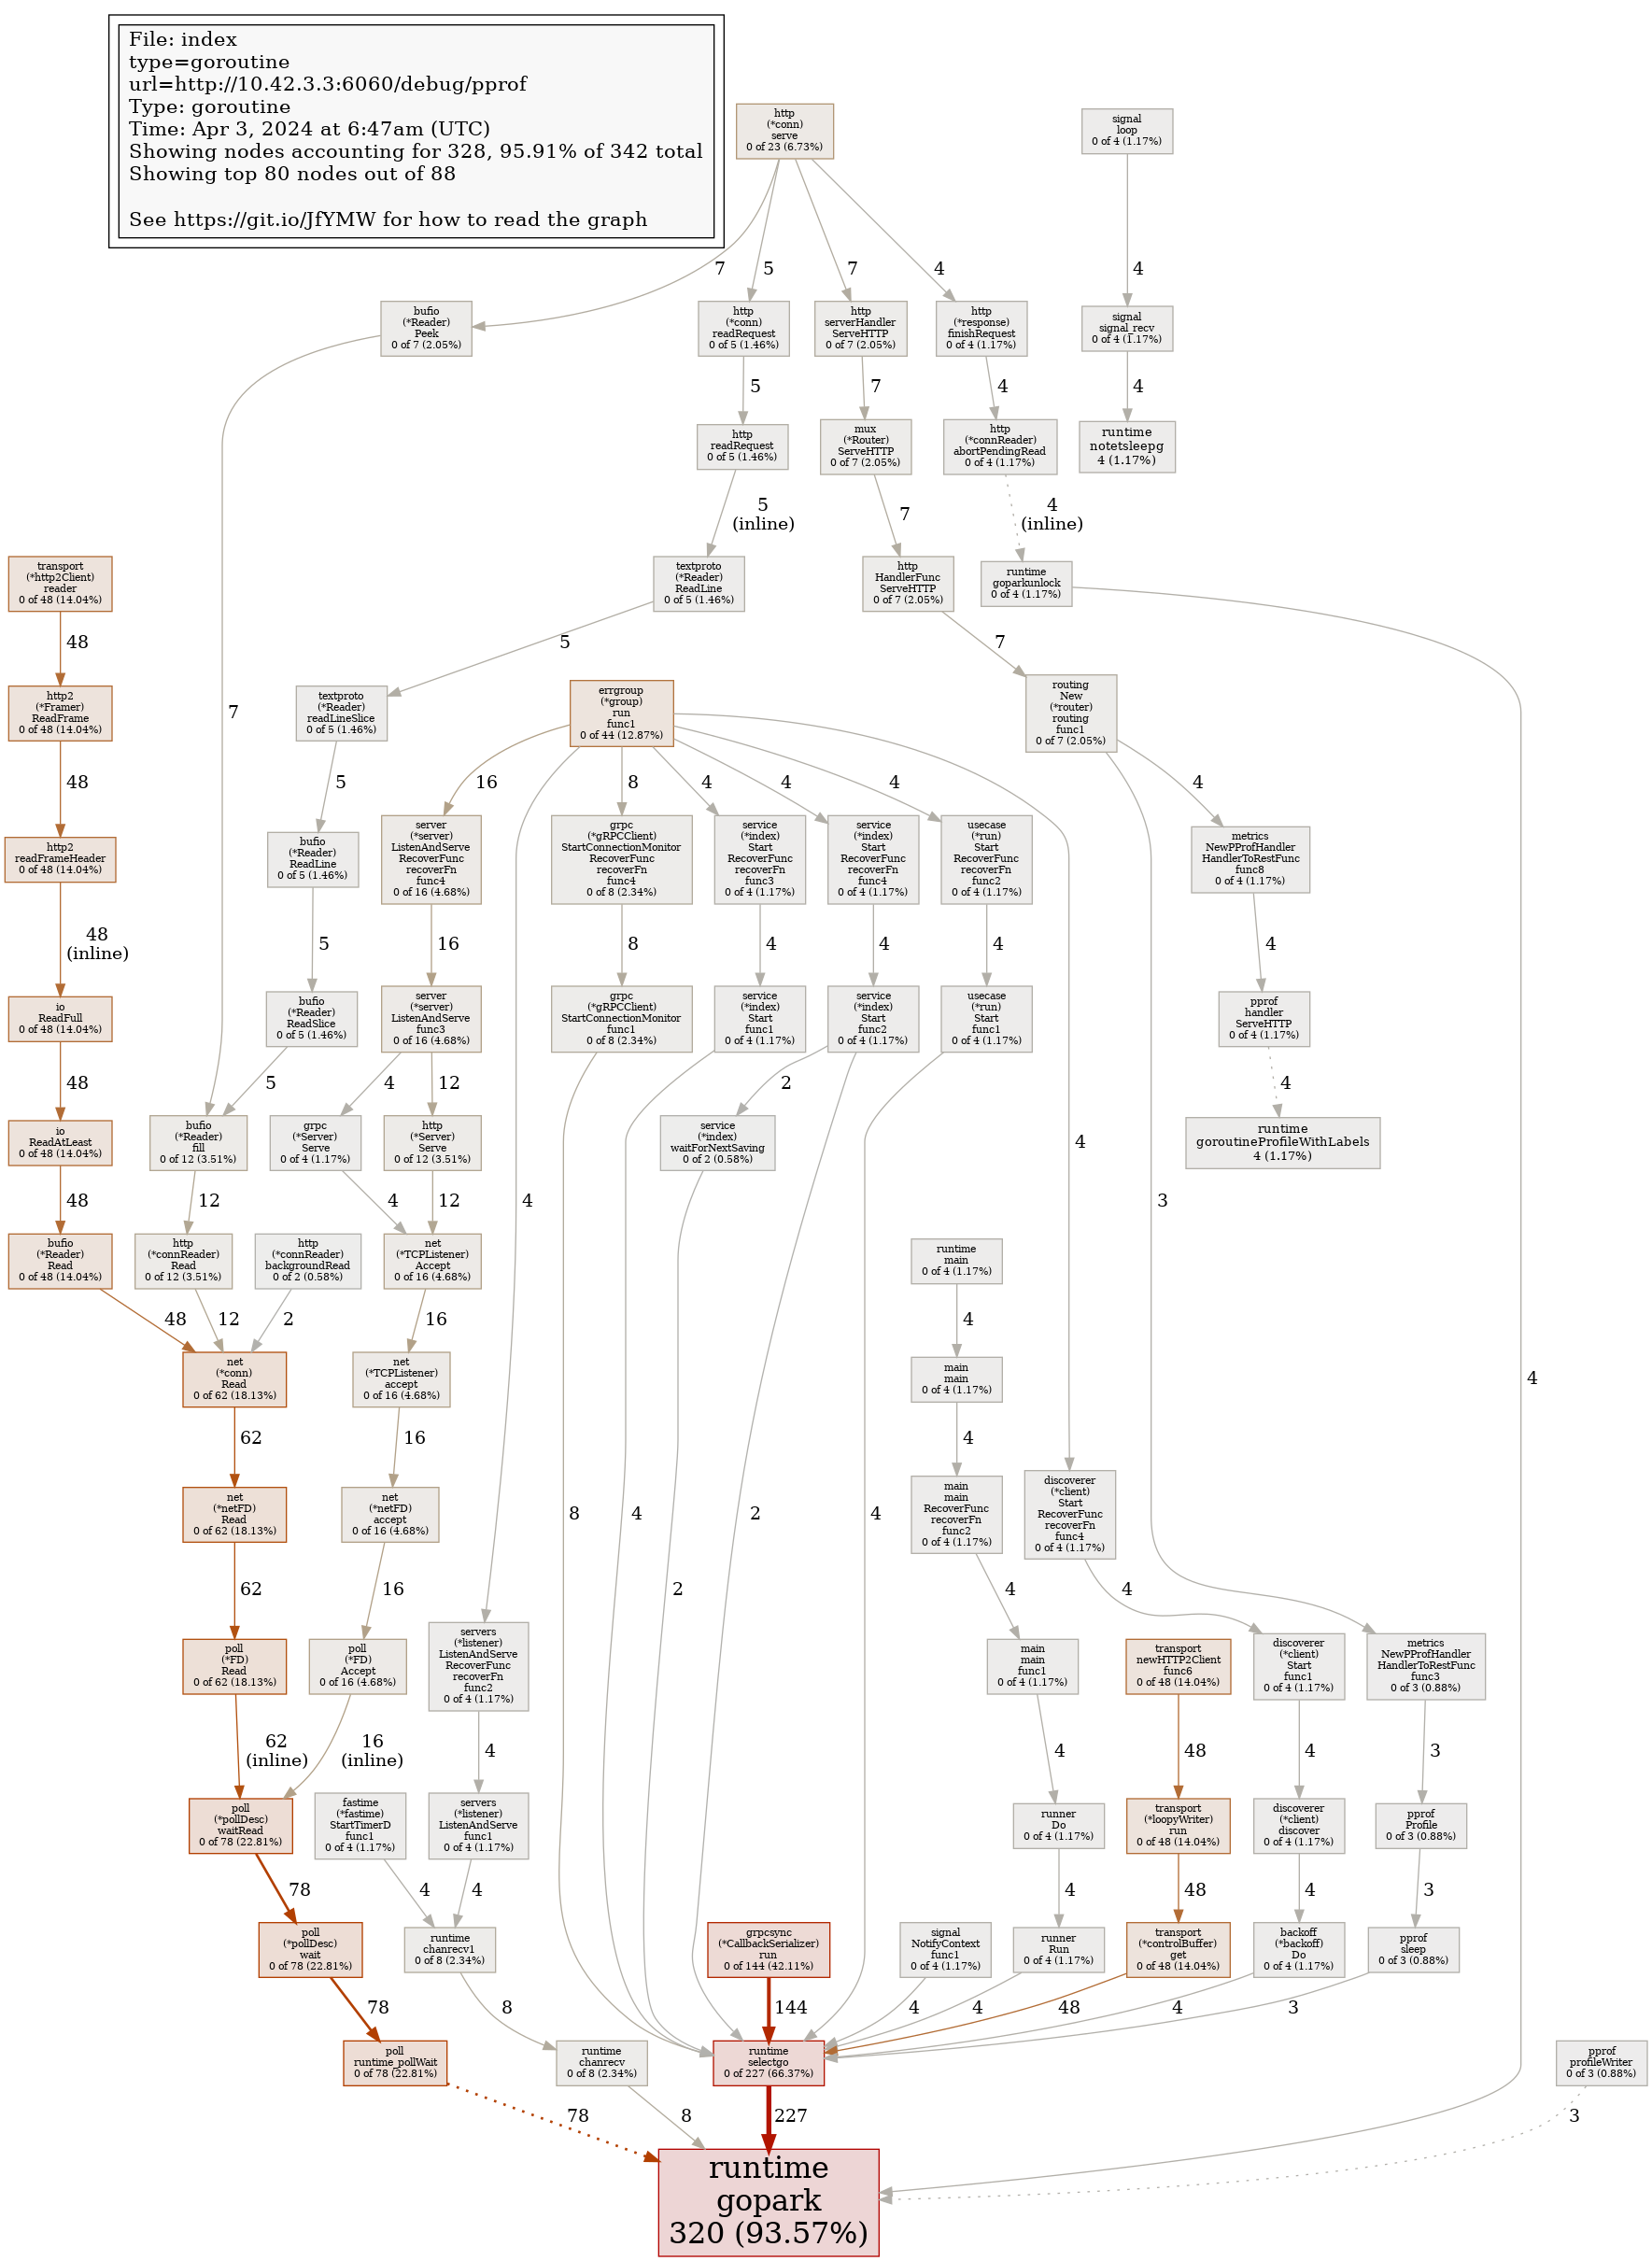 File: index
type=goroutine
url=http://10.42.3.3:6060/debug/pprof
Type: goroutine
Time: Apr 3, 2024 at 6:47am (UTC)
Showing nodes accounting for 328, 95.91% of 342 total
Showing top 80 nodes out of 88
See https://git.io/JfYMW for how to read the graph
http
(*conn)
serve
0 of 23 (6.73%)
signal
loop
0 of 4 (1.17%)
7
5
7
4
4
bufio
(*Reader)
Peek
0 of 7 (2.05%)
http
(*conn)
readRequest
0 of 5 (1.46%)
http
serverHandler
ServeHTTP
0 of 7 (2.05%)
http
(*response)
finishRequest
0 of 4 (1.17%)
signal
signal_recv
0 of 4 (1.17%)
5
7
4
4
http
readRequest
0 of 5 (1.46%)
mux
(*Router)
ServeHTTP
0 of 7 (2.05%)
http
(*connReader)
abortPendingRead
0 of 4 (1.17%)
runtime
notetsleepg
4 (1.17%)
5
(inline)
7
4
(inline)
transport
(*http2Client)
reader
0 of 48 (14.04%)
textproto
(*Reader)
ReadLine
0 of 5 (1.46%)
http
HandlerFunc
ServeHTTP
0 of 7 (2.05%)
runtime
goparkunlock
0 of 4 (1.17%)
48
5
7
http2
(*Framer)
ReadFrame
0 of 48 (14.04%)
7
textproto
(*Reader)
readLineSlice
0 of 5 (1.46%)
errgroup
(*group)
run
func1
0 of 44 (12.87%)
routing
New
(*router)
routing
func1
0 of 7 (2.05%)
48
5
16
8
4
4
4
4
http2
readFrameHeader
0 of 48 (14.04%)
bufio
(*Reader)
ReadLine
0 of 5 (1.46%)
server
(*server)
ListenAndServe
RecoverFunc
recoverFn
func4
0 of 16 (4.68%)
grpc
(*gRPCClient)
StartConnectionMonitor
RecoverFunc
recoverFn
func4
0 of 8 (2.34%)
service
(*index)
Start
RecoverFunc
recoverFn
func3
0 of 4 (1.17%)
service
(*index)
Start
RecoverFunc
recoverFn
func4
0 of 4 (1.17%)
usecase
(*run)
Start
RecoverFunc
recoverFn
func2
0 of 4 (1.17%)
metrics
NewPProfHandler
HandlerToRestFunc
func8
0 of 4 (1.17%)
48
(inline)
5
16
8
4
4
4
4
io
ReadFull
0 of 48 (14.04%)
bufio
(*Reader)
ReadSlice
0 of 5 (1.46%)
server
(*server)
ListenAndServe
func3
0 of 16 (4.68%)
grpc
(*gRPCClient)
StartConnectionMonitor
func1
0 of 8 (2.34%)
service
(*index)
Start
func1
0 of 4 (1.17%)
service
(*index)
Start
func2
0 of 4 (1.17%)
usecase
(*run)
Start
func1
0 of 4 (1.17%)
pprof
handler
ServeHTTP
0 of 4 (1.17%)
48
5
4
12
2
4
4
io
ReadAtLeast
0 of 48 (14.04%)
bufio
(*Reader)
fill
0 of 12 (3.51%)
grpc
(*Server)
Serve
0 of 4 (1.17%)
http
(*Server)
Serve
0 of 12 (3.51%)
service
(*index)
waitForNextSaving
0 of 2 (0.58%)
runtime
goroutineProfileWithLabels
4 (1.17%)
48
12
4
12
4
3
bufio
(*Reader)
Read
0 of 48 (14.04%)
http
(*connReader)
Read
0 of 12 (3.51%)
http
(*connReader)
backgroundRead
0 of 2 (0.58%)
net
(*TCPListener)
Accept
0 of 16 (4.68%)
runtime
main
0 of 4 (1.17%)
48
12
2
16
4
net
(*conn)
Read
0 of 62 (18.13%)
net
(*TCPListener)
accept
0 of 16 (4.68%)
main
main
0 of 4 (1.17%)
4
62
16
4
net
(*netFD)
Read
0 of 62 (18.13%)
net
(*netFD)
accept
0 of 16 (4.68%)
8
4
2
4
main
main
RecoverFunc
recoverFn
func2
0 of 4 (1.17%)
discoverer
(*client)
Start
RecoverFunc
recoverFn
func4
0 of 4 (1.17%)
62
16
2
4
4
poll
(*FD)
Read
0 of 62 (18.13%)
poll
(*FD)
Accept
0 of 16 (4.68%)
servers
(*listener)
ListenAndServe
RecoverFunc
recoverFn
func2
0 of 4 (1.17%)
main
main
func1
0 of 4 (1.17%)
transport
newHTTP2Client
func6
0 of 48 (14.04%)
discoverer
(*client)
Start
func1
0 of 4 (1.17%)
metrics
NewPProfHandler
HandlerToRestFunc
func3
0 of 3 (0.88%)
62
(inline)
16
(inline)
4
4
48
4
3
poll
(*pollDesc)
waitRead
0 of 78 (22.81%)
fastime
(*fastime)
StartTimerD
func1
0 of 4 (1.17%)
servers
(*listener)
ListenAndServe
func1
0 of 4 (1.17%)
runner
Do
0 of 4 (1.17%)
transport
(*loopyWriter)
run
0 of 48 (14.04%)
discoverer
(*client)
discover
0 of 4 (1.17%)
pprof
Profile
0 of 3 (0.88%)
78
4
4
4
48
4
3
poll
(*pollDesc)
wait
0 of 78 (22.81%)
runtime
chanrecv1
0 of 8 (2.34%)
grpcsync
(*CallbackSerializer)
run
0 of 144 (42.11%)
signal
NotifyContext
func1
0 of 4 (1.17%)
runner
Run
0 of 4 (1.17%)
transport
(*controlBuffer)
get
0 of 48 (14.04%)
backoff
(*backoff)
Do
0 of 4 (1.17%)
pprof
sleep
0 of 3 (0.88%)
78
8
144
4
4
48
4
3
poll
runtime_pollWait
0 of 78 (22.81%)
runtime
chanrecv
0 of 8 (2.34%)
runtime
selectgo
0 of 227 (66.37%)
pprof
profileWriter
0 of 3 (0.88%)
78
8
227
3
runtime
gopark
320 (93.57%)